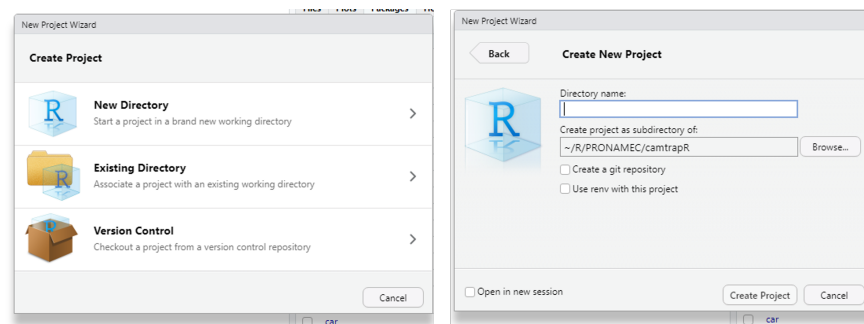 Files Plots Packages
New Project Wizard
Create Project
R
New Directory
Start a project in a brand new working directory
R
Existing Directory
Associate a project with an existing working directory
R
Version Control
Checkout a project from a version control repository
Cancel
car
New Project Wizard
Back
Create New Project
R
Directory name:
Create project as subdirectory of:
~/R/PRONAMEC/camtrapR
Browse...
Create a git repository
Use renv with this project
Open in new session
Create Project
Cancel
car